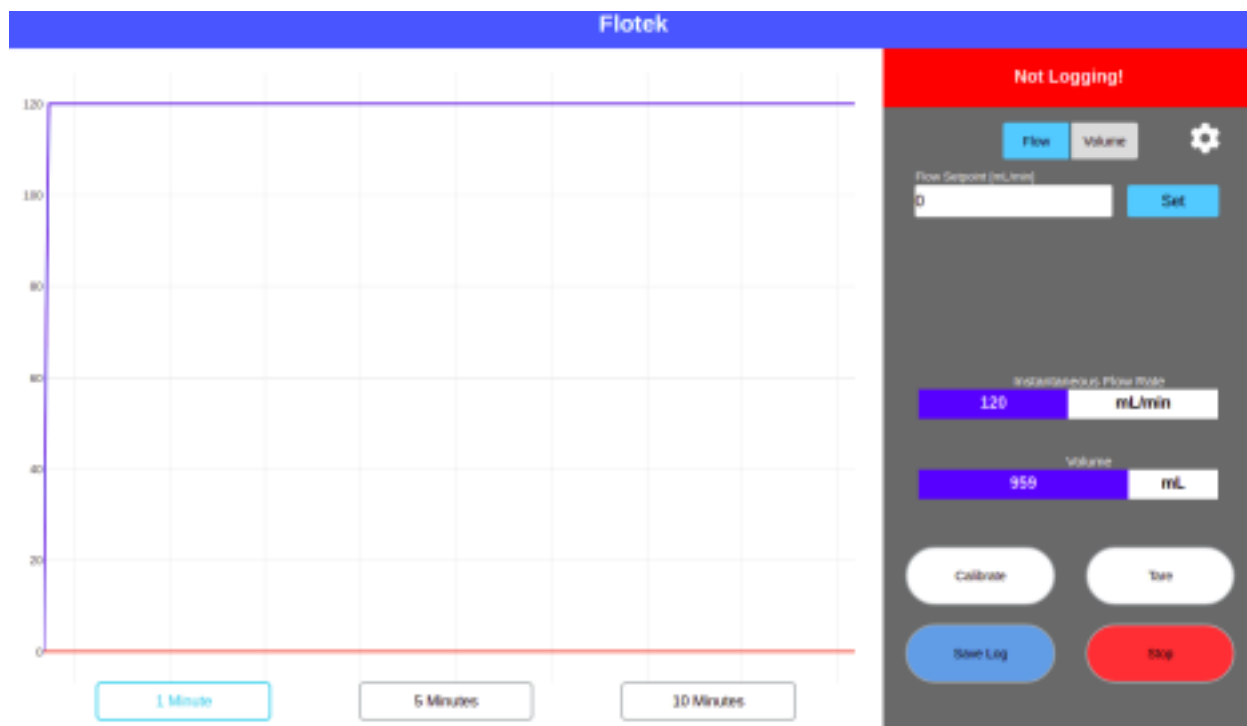 Flotek
Not Logging!
Flow Volume
Flow Setpoint [mL/min]
0 Set
120
100
80
60
40
20
0
Instantaneous Flow Rate
120 mL/min
Volume
959 mL
Calibrate Tare
Save Log Stop
1 Minute 5 Minutes 10 Minutes